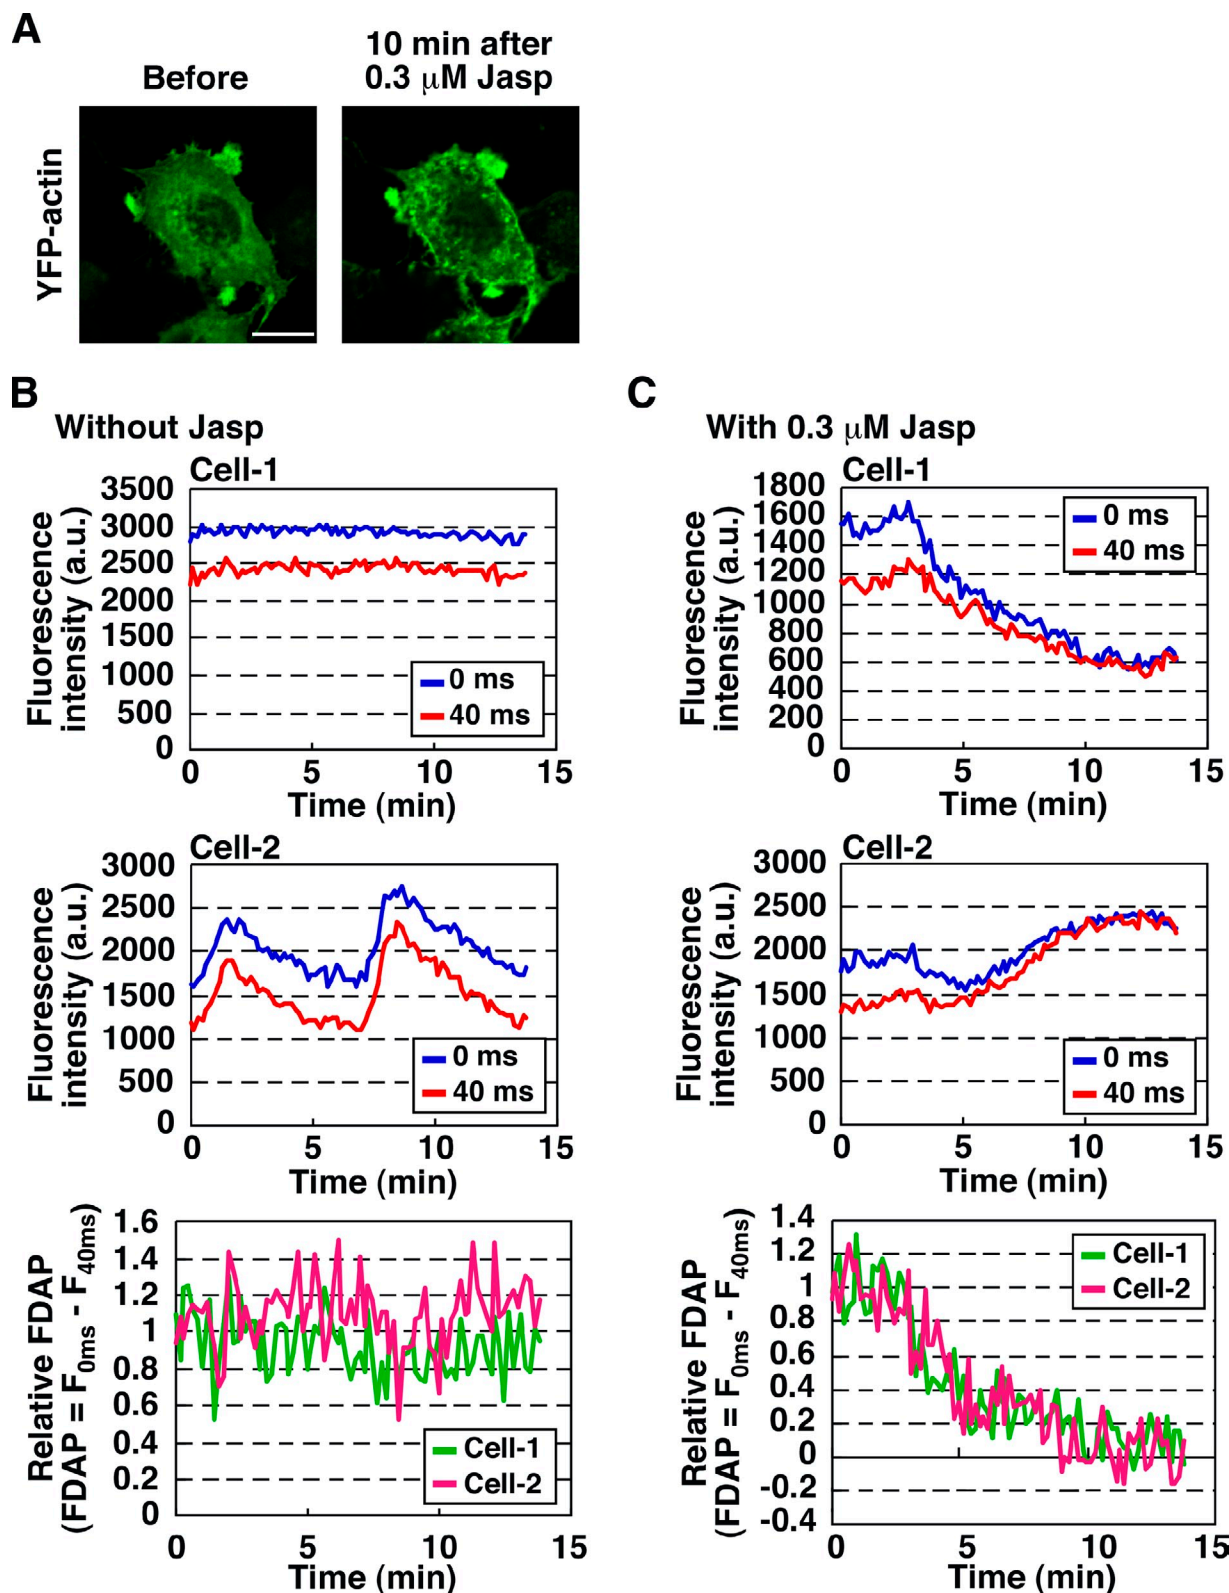 A
Before
10 min after
0.3 μM Jasp
YFP-actin
B
Without Jasp
Cell-1
Fluorescence
intensity (a.u.)
3500
3000
2500
2000
1500
1000
500
0
0 ms
40 ms
0 5 10 15
Time (min)
Cell-2
Fluorescence
intensity (a.u.)
3000
2500
2000
1500
1000
500
0
0 ms
40 ms
0 5 10 15
Time (min)
Relative FDAP
(FDAP = F0ms - F40ms)
1.6
1.4
1.2
1
0.8
0.6
0.4
0.2
0
Cell-1
Cell-2
0 5 10 15
Time (min)
C
With 0.3 μM Jasp
Cell-1
Fluorescence
intensity (a.u.)
1800
1600
1400
1200
1000
800
600
400
200
0
0 ms
40 ms
0 5 10 15
Time (min)
Cell-2
Fluorescence
intensity (a.u.)
3000
2500
2000
1500
1000
500
0
0 ms
40 ms
0 5 10 15
Time (min)
Relative FDAP
(FDAP = F0ms - F40ms)
1.4
1.2
1
0.8
0.6
0.4
0.2
0
-0.2
-0.4
Cell-1
Cell-2
0 5 10 15
Time (min)